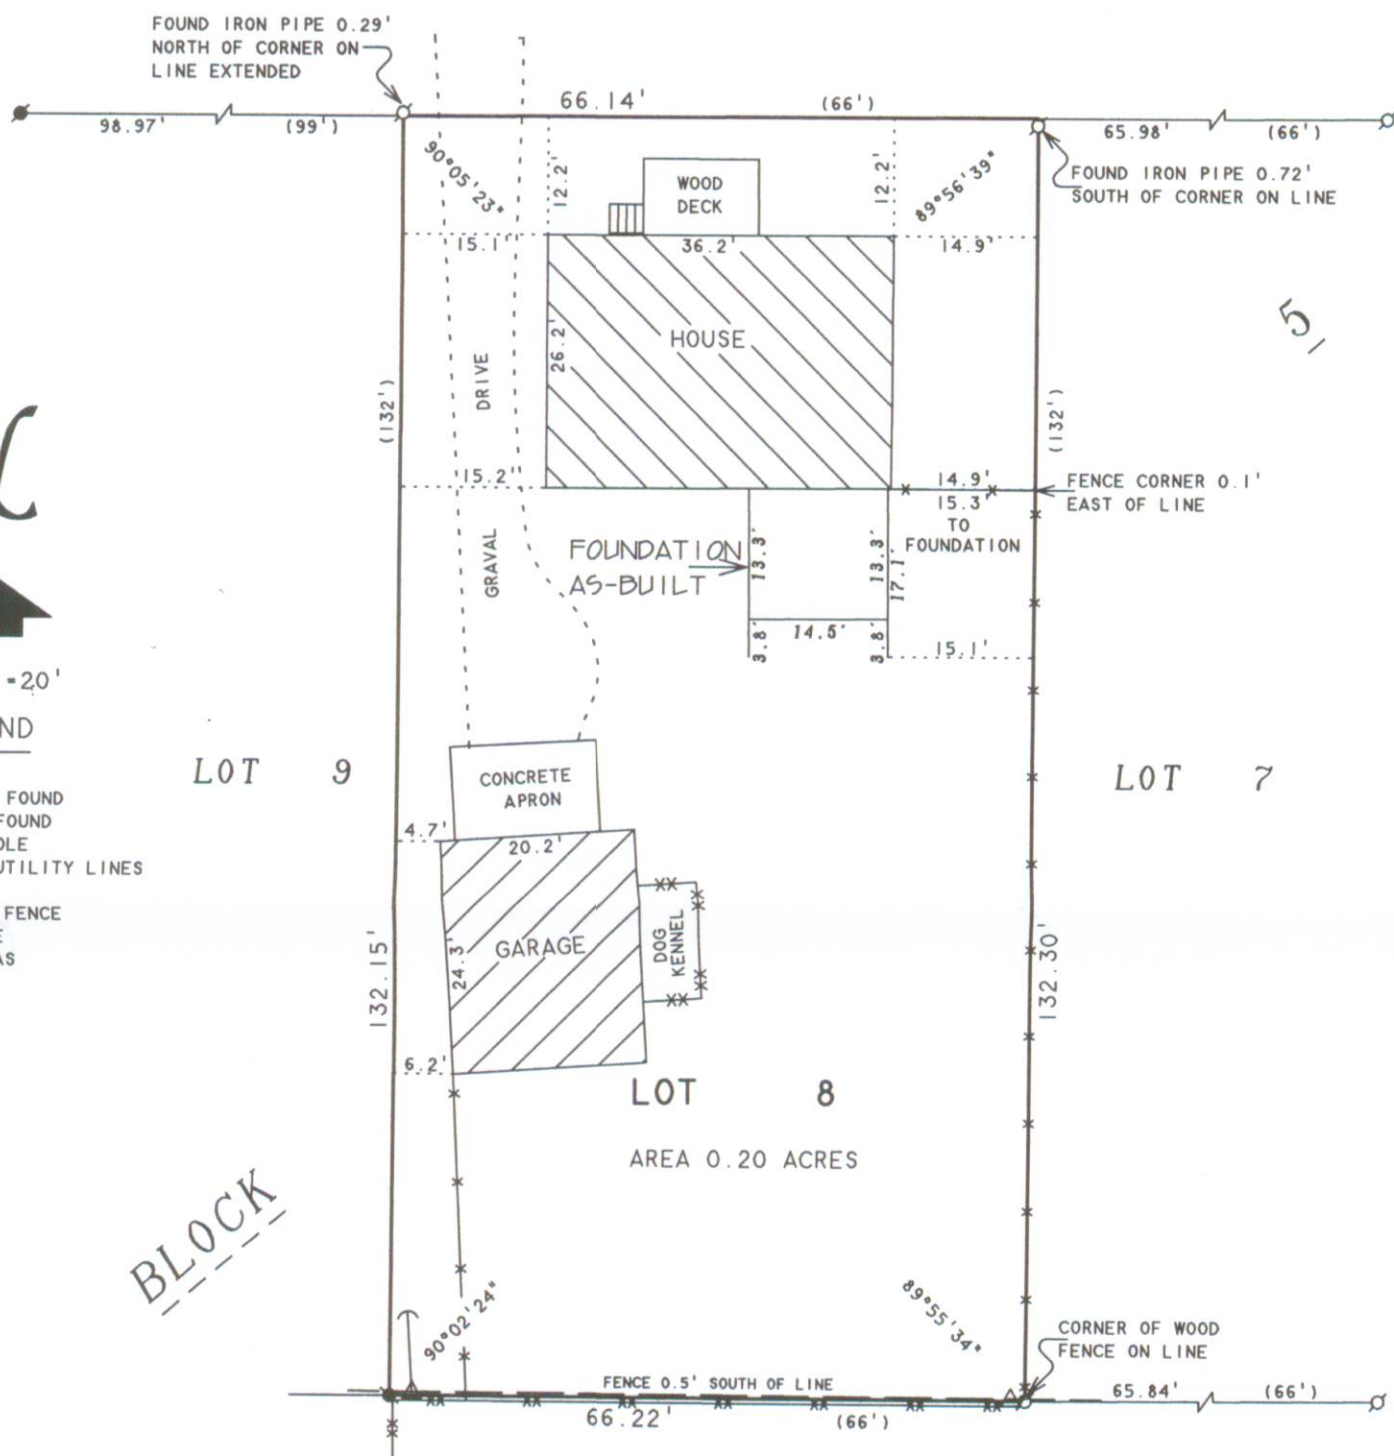 FOUND IRON PIPE 0.29'
NORTH OF CORNER ON
LINE EXTENDED
66.14'
(66')
98.97'
(99')
65.98'
(66')
90°05'23"
12.2'
WOOD
DECK
12.2'
89°56'39"
FOUND IRON PIPE 0.72'
SOUTH OF CORNER ON LINE
15.1'
36.2'
14.9'
5
HOUSE
26.2'
DRIVE
(132')
(132')
15.2'
14.9'
FENCE CORNER 0.1'
EAST OF LINE
15.3'
TO
FOUNDATION
GRAVAL
FOUNDATION
AS-BUILT
13.3'
13.3'
17.1'
14.5'
3.8'
3.8'
15.1'
=20'
ND
LOT 9
CONCRETE
APRON
LOT 7
FOUND
FOUND
OLE
UTILITY LINES
FENCE
E
AS
4.7'
20.2'
GARAGE
24.3'
DOG
KENNEL
132.15'
132.30'
6.2'
LOT 8
AREA 0.20 ACRES
BLOCK
90°02'24"
89°55'34"
CORNER OF WOOD
FENCE ON LINE
FENCE 0.5' SOUTH OF LINE
66.22'
(66')
65.84'
(66')